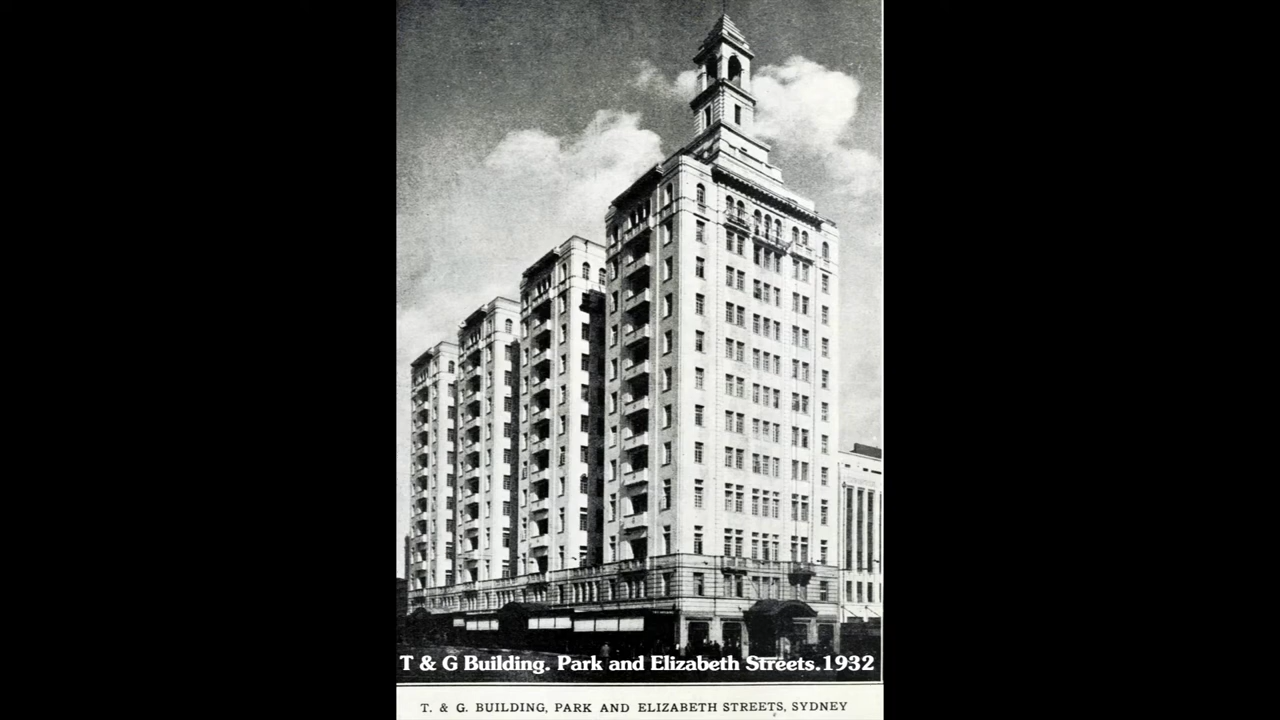 T & G Building. Park and Elizabeth Streets.1932
T. & G. BUILDING, PARK AND ELIZABETH STREETS, SYDNEY